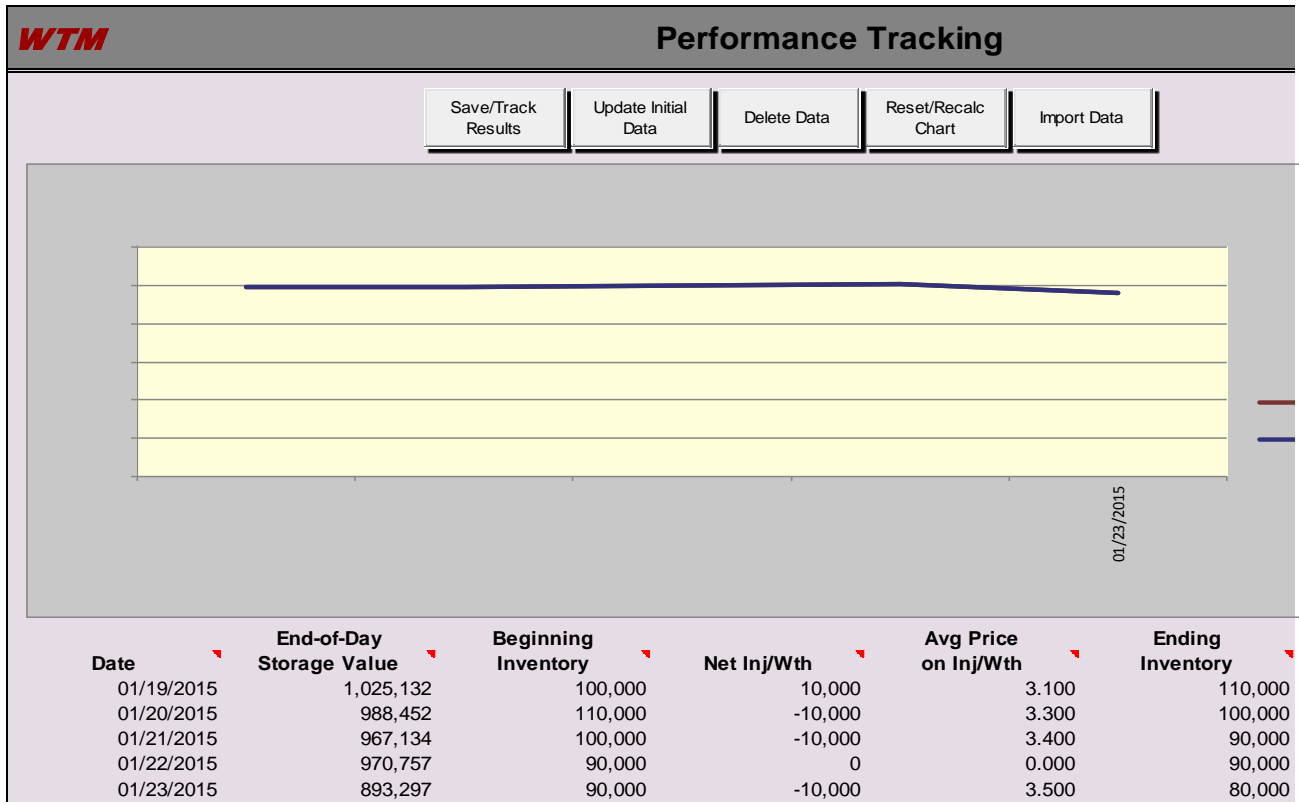 WTM Performance Tracking
Save/Track Results Update Initial Data Delete Data Reset/Recalc Chart Import Data
01/23/2015
Date End-of-Day Storage Value Beginning Inventory Net Inj/Wth Avg Price on Inj/Wth Ending Inventory
01/19/2015 1,025,132 100,000 10,000 3.100 110,000
01/20/2015 988,452 110,000 -10,000 3.300 100,000
01/21/2015 967,134 100,000 -10,000 3.400 90,000
01/22/2015 970,757 90,000 0 0.000 90,000
01/23/2015 893,297 90,000 -10,000 3.500 80,000